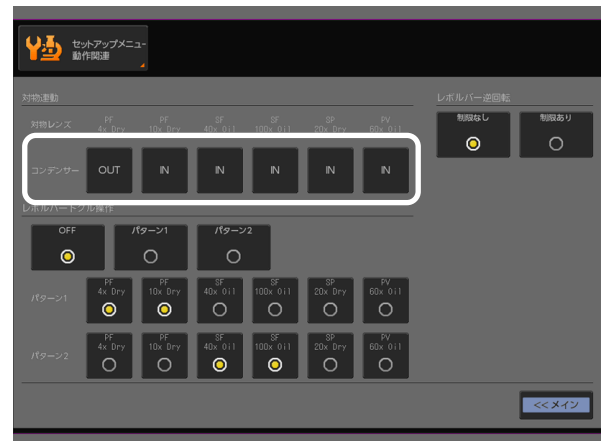 セットアップメニュー
動作関連
対物連動
レボルバー逆回転
対物レンズ
PF
4x Dry
PF
10x Dry
SF
40x Oil
SF
100x Oil
SP
20x Dry
PV
60x Oil
制限なし
制限あり
コンデンサー
OUT
IN
IN
IN
IN
IN
レボルバートグル操作
OFF
パターン1
パターン2
パターン1
PF
4x Dry
PF
10x Dry
SF
40x Oil
SF
100x Oil
SP
20x Dry
PV
60x Oil
パターン2
PF
4x Dry
PF
10x Dry
SF
40x Oil
SF
100x Oil
SP
20x Dry
PV
60x Oil
<< メイン